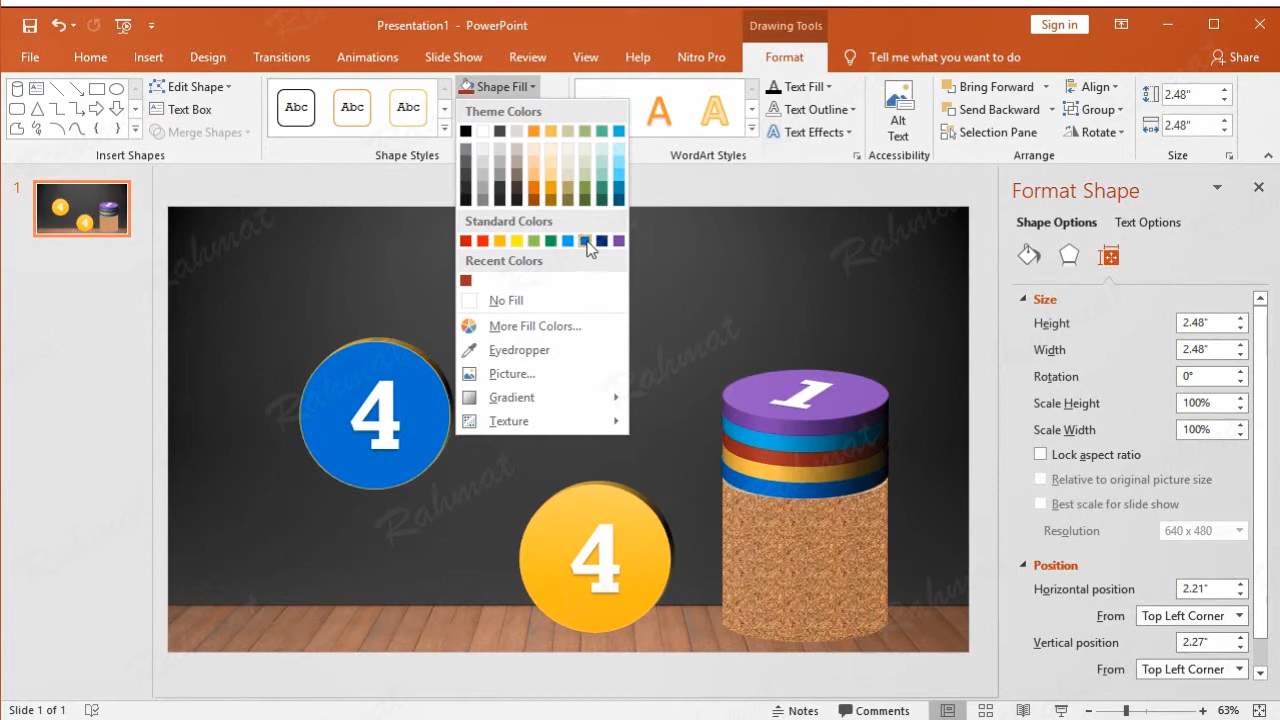 Presentation1 - PowerPoint
Drawing Tools
Sign in
File Home Insert Design Transitions Animations Slide Show Review View Help Nitro Pro Format Tell me what you want to do Share
Edit Shape
Text Box
Merge Shapes
Insert Shapes
Abc Abc Abc
Shape Styles
Shape Fill
Theme Colors
Standard Colors
Recent Colors
No Fill
More Fill Colors...
Eyedropper
Picture...
Gradient
Texture
A A
WordArt Styles
Text Fill
Text Outline
Text Effects
Alt
Text
Accessibility
Bring Forward
Send Backward
Selection Pane
Align
Group
Rotate
Arrange
2.48"
2.48"
Size
1
4
4
1
Rahmat
Rahmat
Rahmat
Rahmat
Format Shape
Shape Options Text Options
Size
Height 2.48"
Width 2.48"
Rotation 0°
Scale Height 100%
Scale Width 100%
Lock aspect ratio
Relative to original picture size
Best scale for slide show
Resolution 640 x 480
Position
Horizontal position 2.21"
From Top Left Corner
Vertical position 2.27"
From Top Left Corner
Slide 1 of 1
Notes Comments 63%